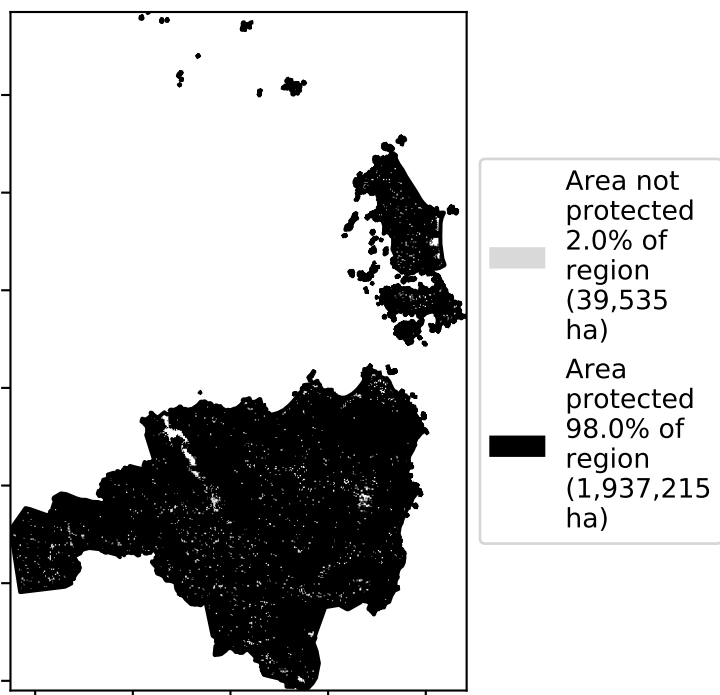 Area not
protected
2.0% of
region
(39,535
ha)
Area
protected
98.0% of
region
(1,937,215
ha)